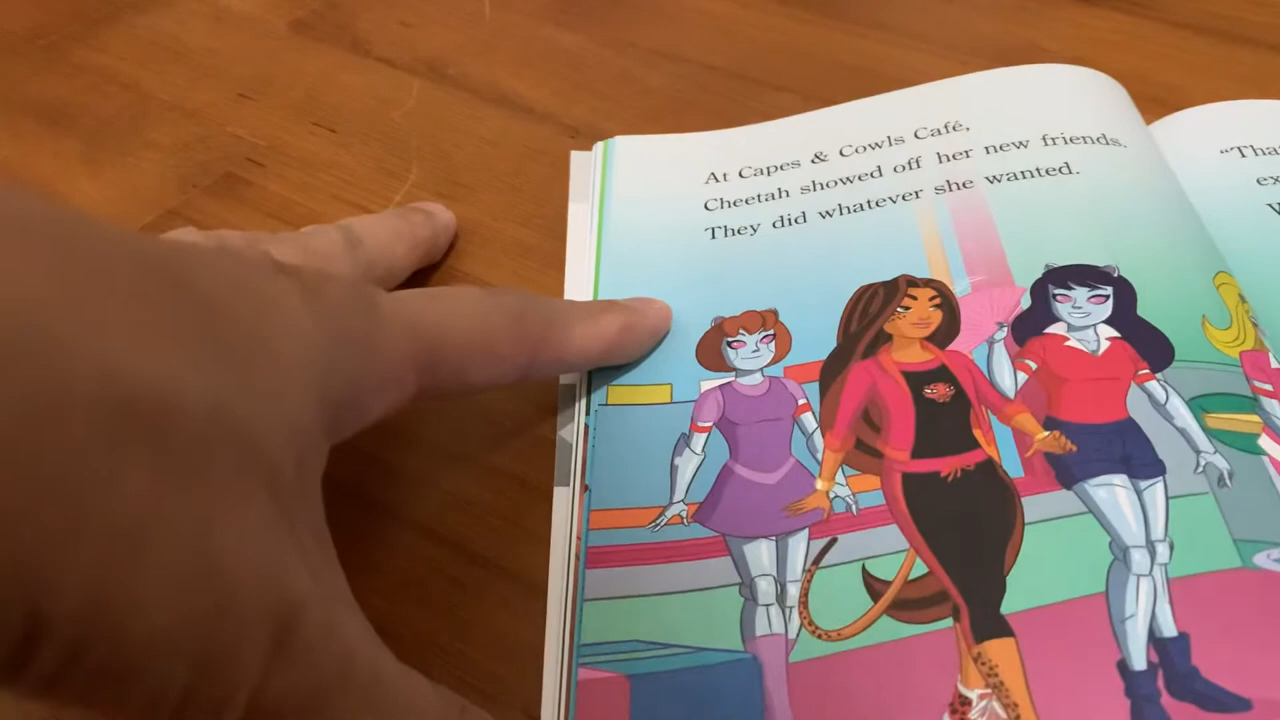 At Capes & Cowls Café,
Cheetah showed off her new friends.
They did whatever she wanted.